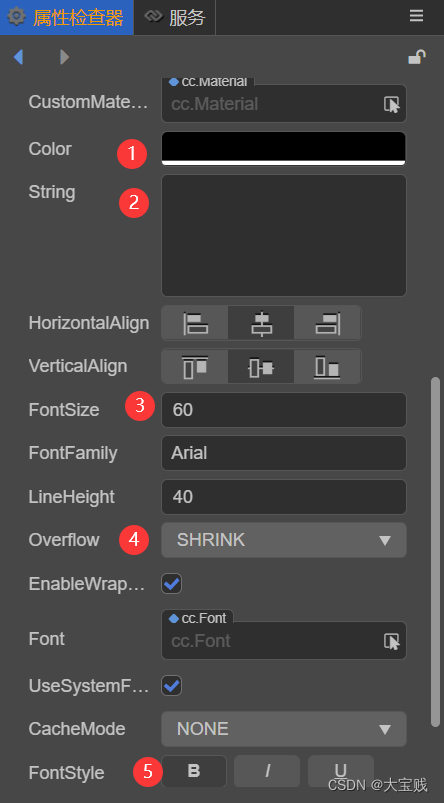 属性检查器 服务
cc.Material
CustomMate... cc.Material
Color 1
String 2
HorizontalAlign
VerticalAlign
FontSize 3 60
FontFamily Arial
LineHeight 40
Overflow 4 SHRINK
EnableWrap...
cc.Font
Font cc.Font
UseSystemF...
CacheMode NONE
FontStyle 5 B I U
CSDN @大宝贱